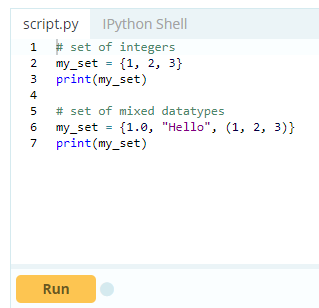 script.py IPython Shell
1 # set of integers
2 my_set = {1, 2, 3}
3 print(my_set)
4
5 # set of mixed datatypes
6 my_set = {1.0, "Hello", (1, 2, 3)}
7 print(my_set)
Run